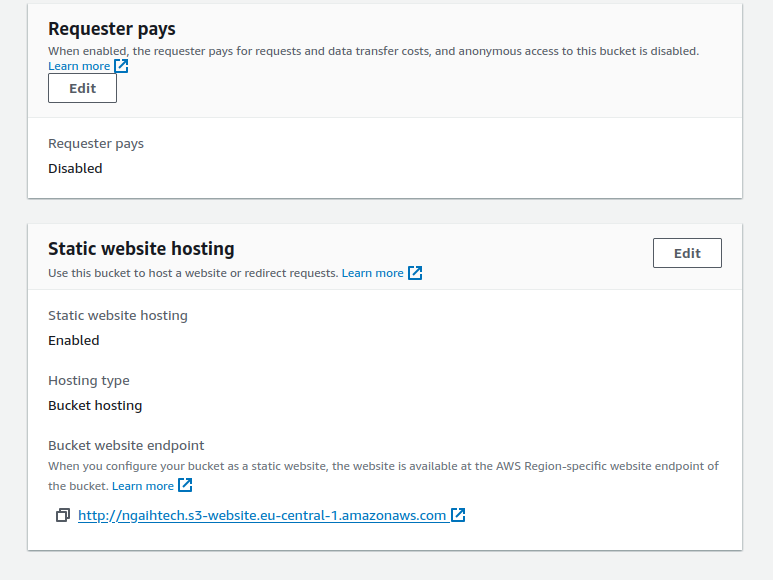 Requester pays
When enabled, the requester pays for requests and data transfer costs, and anonymous access to this bucket is disabled.
Learn more
Edit
Requester pays
Disabled
Static website hosting
Edit
Use this bucket to host a website or redirect requests. Learn more
Static website hosting
Enabled
Hosting type
Bucket hosting
Bucket website endpoint
When you configure your bucket as a static website, the website is available at the AWS Region-specific website endpoint of
the bucket. Learn more
http://ngaihtech.s3-website.eu-central-1.amazonaws.com